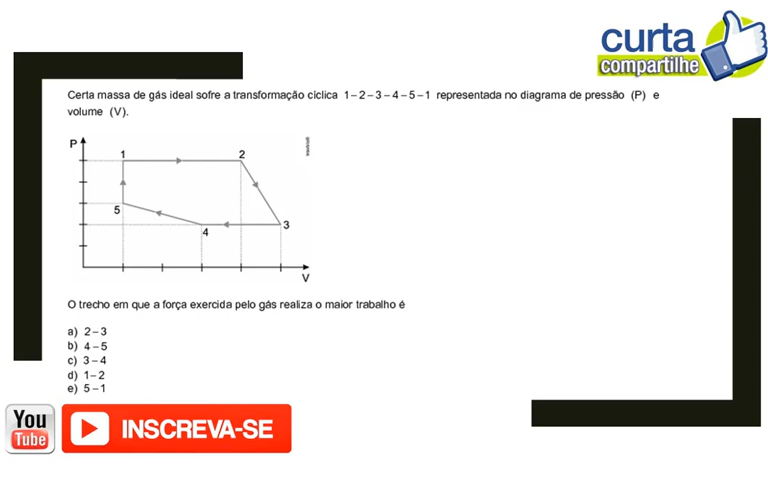 curta
compartilhe
Certa massa de gás ideal sofre a transformação cíclica 1–2–3–4–5–1 representada no diagrama de pressão (P) e
volume (V).
P
1
2
5
4
3
V
O trecho em que a força exercida pelo gás realiza o maior trabalho é
a) 2–3
b) 4–5
c) 3–4
d) 1–2
e) 5–1
You
Tube
INSCREVA-SE